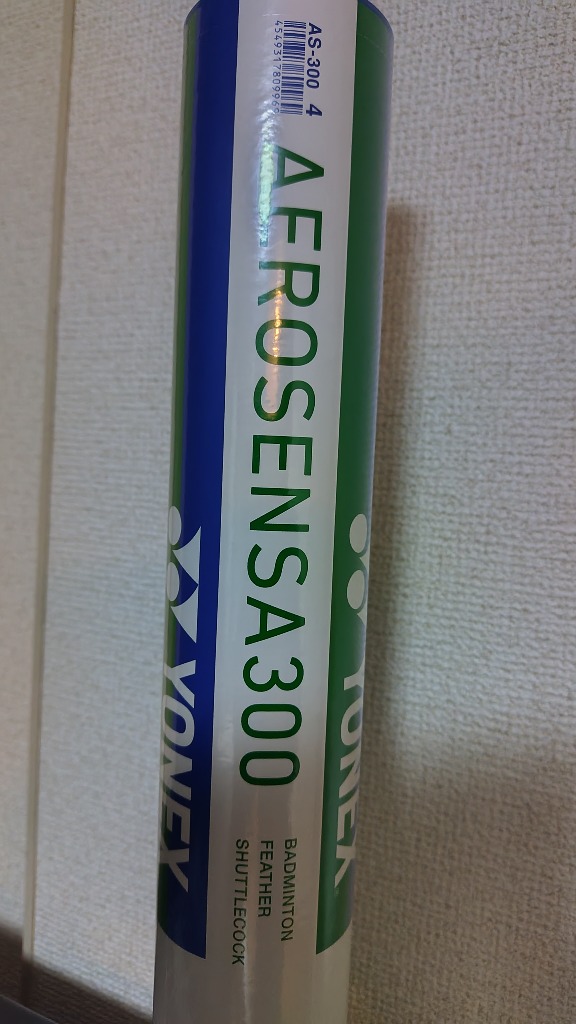 AS-300 4
AEROSENSA300
BADMINTON
FEATHER
SHUTTLECOCK
YONEX
YONEX